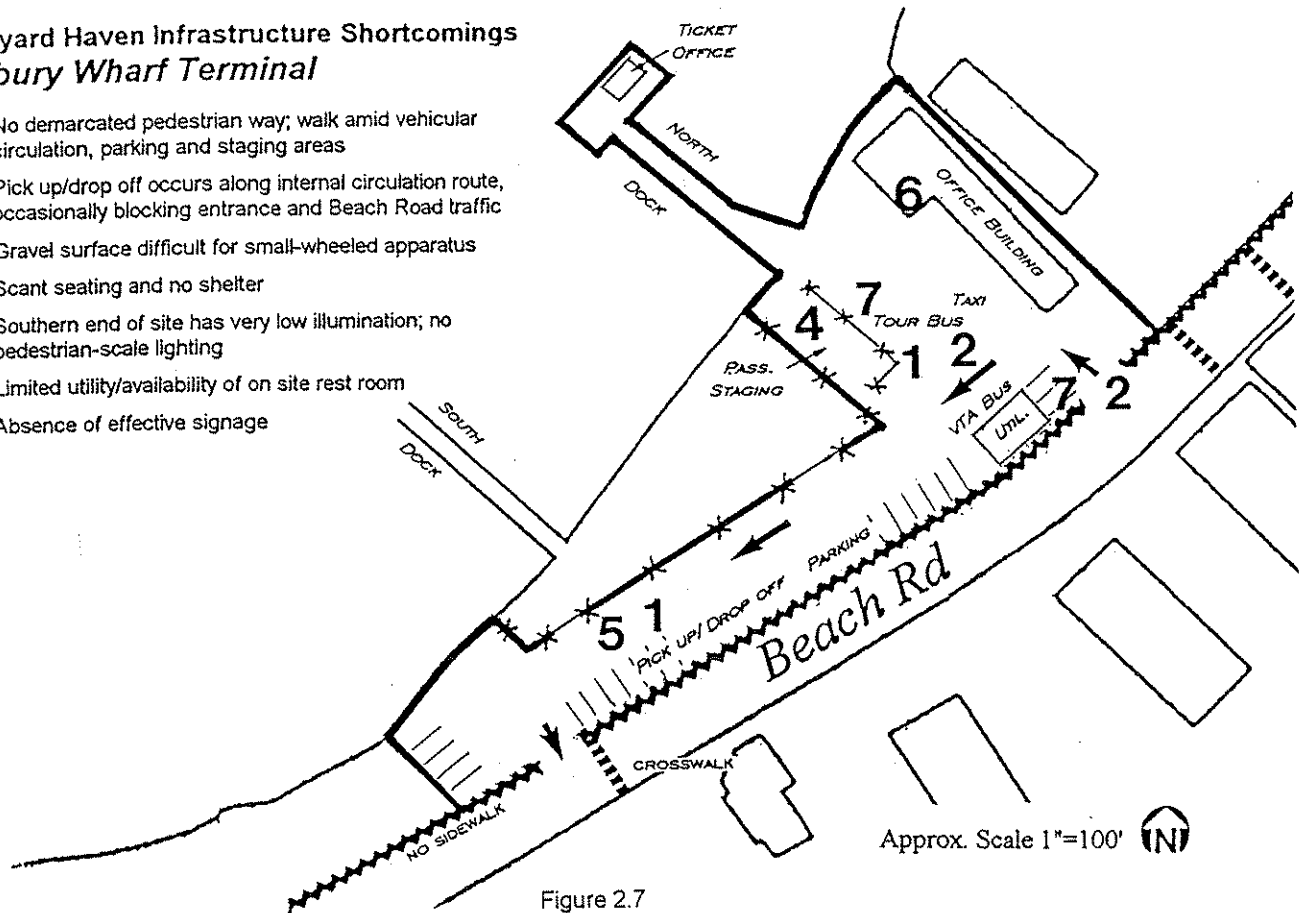 yard Haven Infrastructure Shortcomings
bury Wharf Terminal
No demarcated pedestrian way; walk amid vehicular
circulation, parking and staging areas
Pick up/drop off occurs along internal circulation route,
occasionally blocking entrance and Beach Road traffic
Gravel surface difficult for small-wheeled apparatus
Scant seating and no shelter
Southern end of site has very low illumination; no
pedestrian-scale lighting
Limited utility/availability of on site rest room
Absence of effective signage
TICKET
OFFICE
NORTH
DOCK
6
OFFICE BUILDING
7
TAXI
4
TOUR BUS
1
2
PASS.
STAGING
VTA BUS
UTIL.
7
2
SOUTH
DOCK
5
1
PICK UP/ DROP OFF
PARKING
Beach Rd
CROSSWALK
NO SIDEWALK
Approx. Scale 1"=100'
N
Figure 2.7